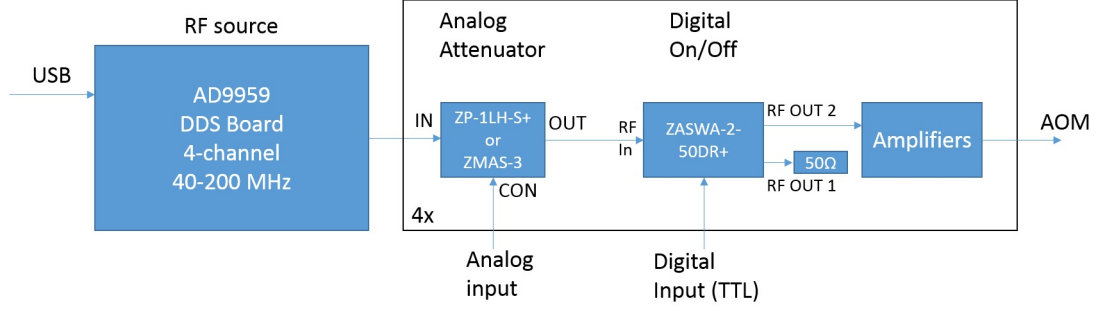 RF source
USB
AD9959
DDS Board
4-channel
40-200 MHz
Analog
Attenuator
Digital
On/Off
IN
ZP-1LH-S+
or
ZMAS-3
OUT
CON
RF
In
ZASWA-2-
50DR+
RF OUT 2
50Ω
RF OUT 1
Amplifiers
AOM
4x
Analog
input
Digital
Input (TTL)